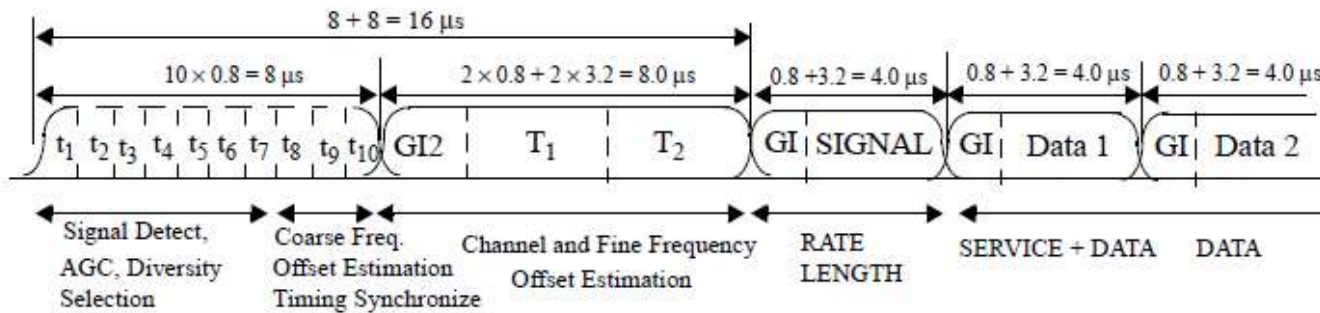 8 + 8 = 16 μs
10 × 0.8 = 8 μs
2 × 0.8 + 2 × 3.2 = 8.0 μs
0.8 +3.2 = 4.0 μs
0.8 + 3.2 = 4.0 μs
0.8 + 3.2 = 4.0 μs
t1 t2 t3 t4 t5 t6 t7 t8 t9 t10
GI2 T1 T2
GI SIGNAL
GI Data 1
GI Data 2
Signal Detect,
AGC, Diversity
Selection
Coarse Freq.
Offset Estimation
Timing Synchronize
Channel and Fine Frequency
Offset Estimation
RATE
LENGTH
SERVICE + DATA
DATA